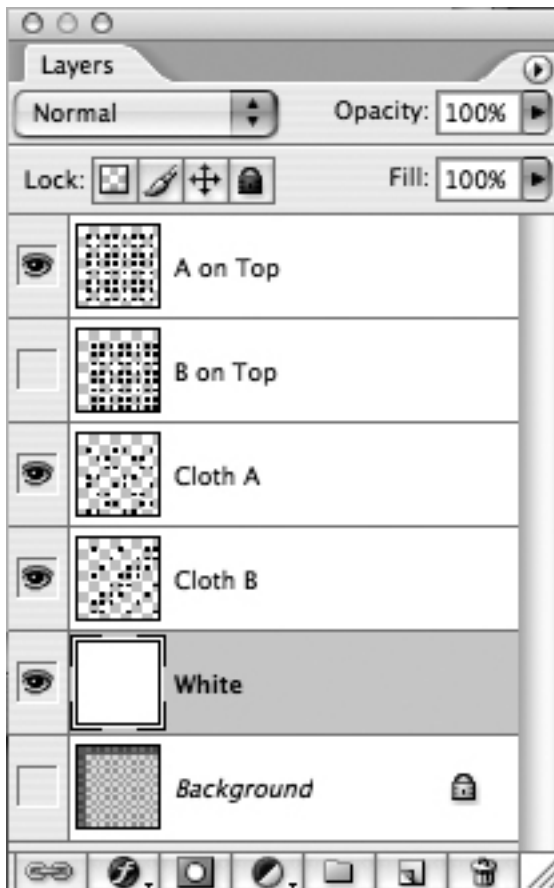 Layers
Normal Opacity: 100%
Lock: Fill: 100%
A on Top
B on Top
Cloth A
Cloth B
White
Background